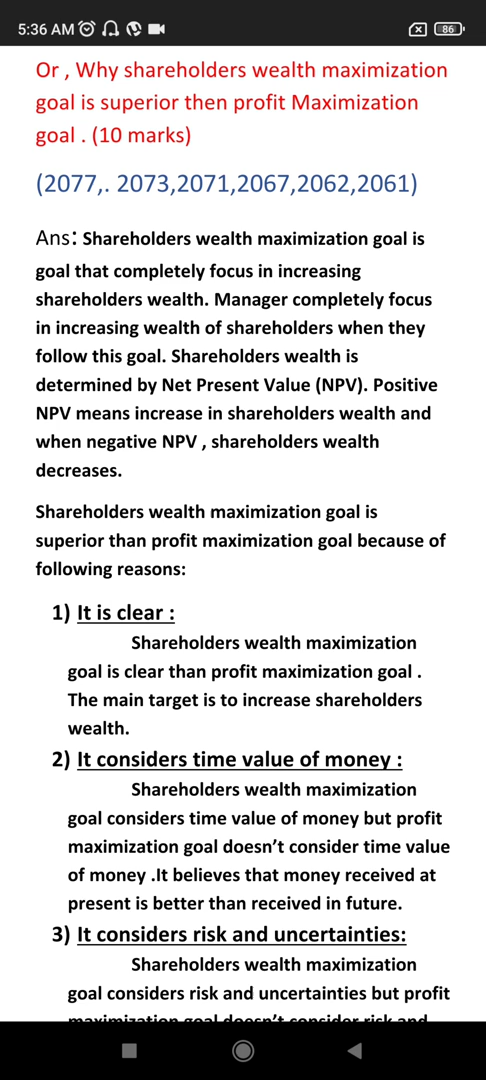 5:36 AM
86
Or , Why shareholders wealth maximization
goal is superior then profit Maximization
goal . (10 marks)
(2077,. 2073,2071,2067,2062,2061)
Ans: Shareholders wealth maximization goal is
goal that completely focus in increasing
shareholders wealth. Manager completely focus
in increasing wealth of shareholders when they
follow this goal. Shareholders wealth is
determined by Net Present Value (NPV). Positive
NPV means increase in shareholders wealth and
when negative NPV , shareholders wealth
decreases.
Shareholders wealth maximization goal is
superior than profit maximization goal because of
following reasons:
1) It is clear :
Shareholders wealth maximization
goal is clear than profit maximization goal .
The main target is to increase shareholders
wealth.
2) It considers time value of money :
Shareholders wealth maximization
goal considers time value of money but profit
maximization goal doesn't consider time value
of money .It believes that money received at
present is better than received in future.
3) It considers risk and uncertainties:
Shareholders wealth maximization
goal considers risk and uncertainties but profit
maximization goal doesn't consider risk and